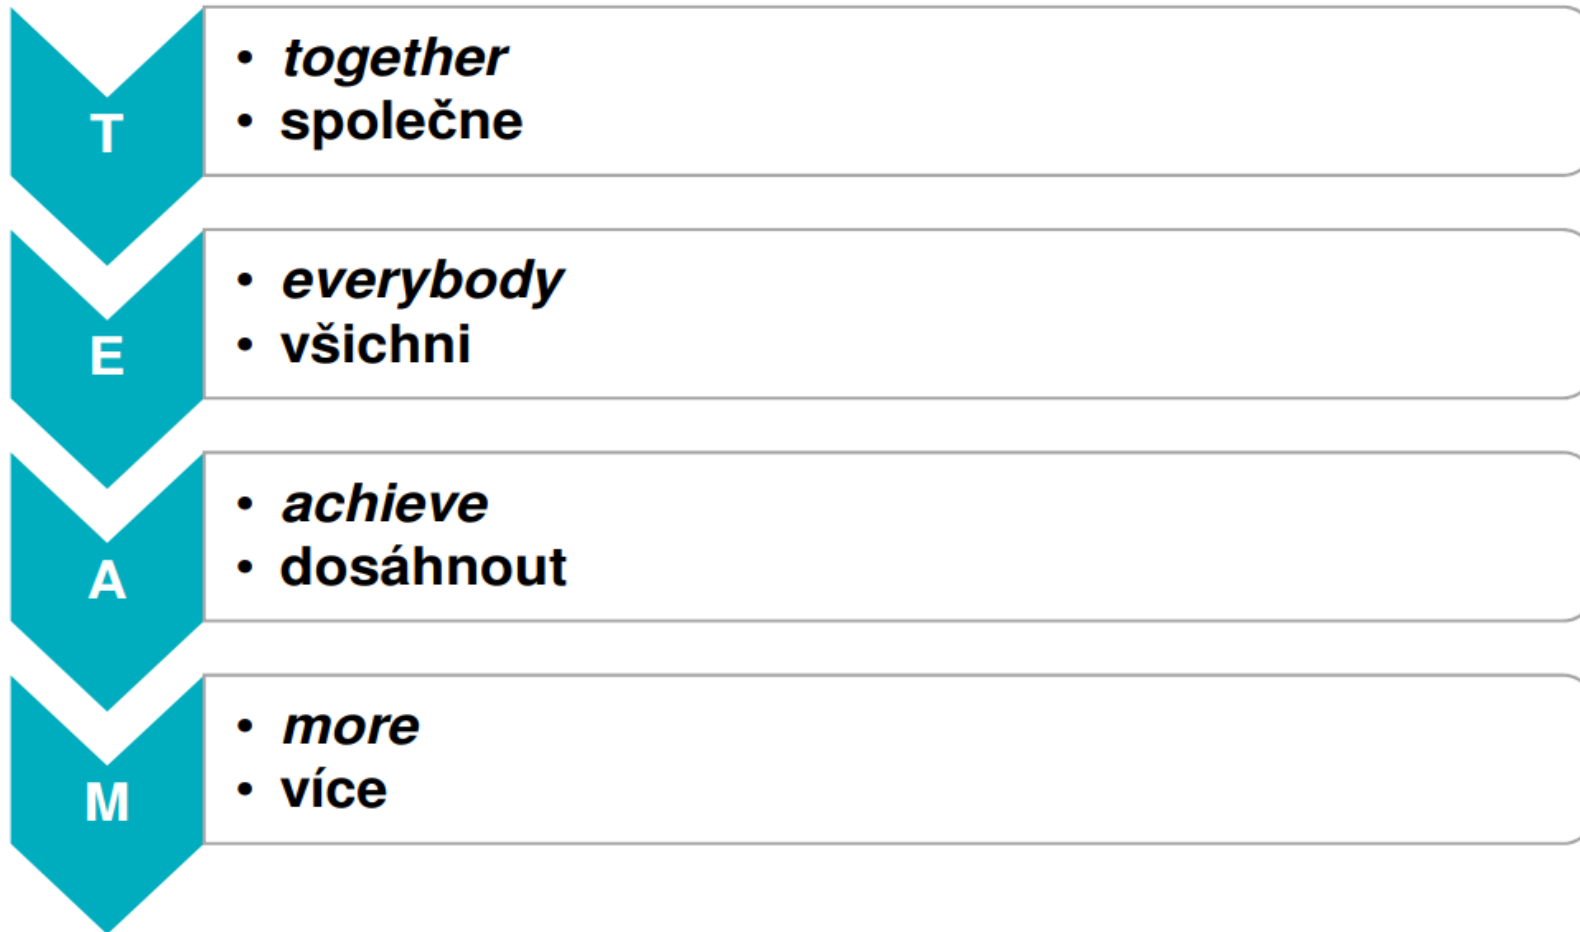 T
• together
• společne
E
• everybody
• všichni
A
• achieve
• dosáhnout
M
• more
• více